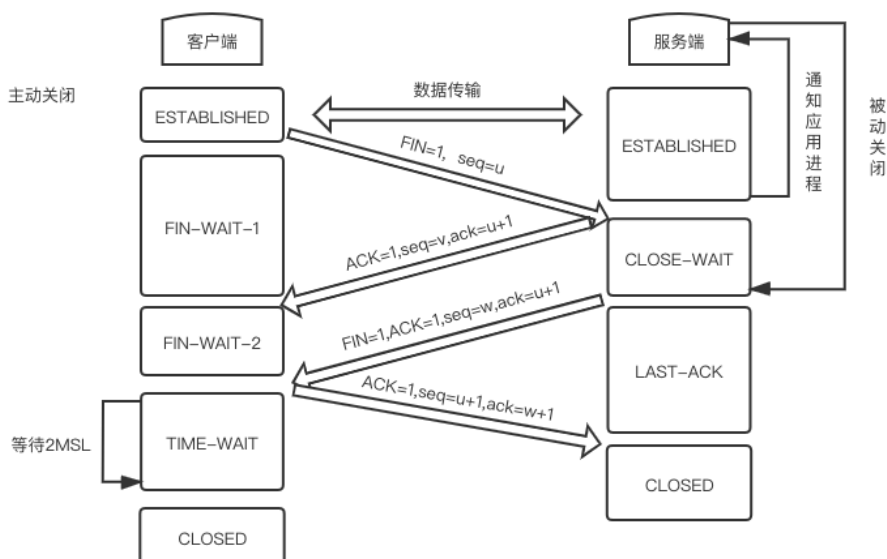 客户端
服务端
主动关闭
数据传输
ESTABLISHED
ESTABLISHED
通知应用进程
被动关闭
FIN=1, seq=u
FIN-WAIT-1
ACK=1,seq=v,ack=u+1
CLOSE-WAIT
FIN=1,ACK=1,seq=w,ack=u+1
FIN-WAIT-2
LAST-ACK
ACK=1,seq=u+1,ack=w+1
等待2MSL
TIME-WAIT
CLOSED
CLOSED